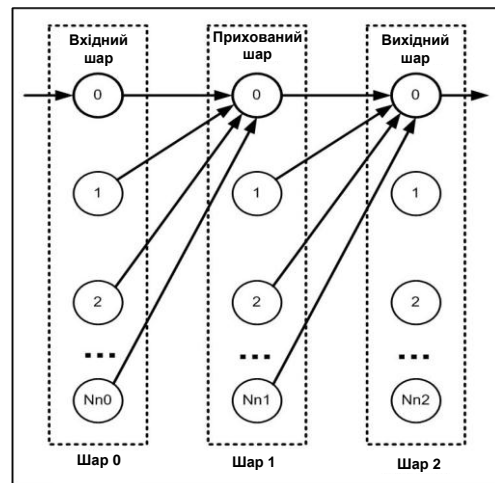 Вхідний шар
Прихований шар
Вихідний шар
0
0
0
1
1
1
2
2
2
...
...
...
Nn0
Nn1
Nn2
Шар 0
Шар 1
Шар 2